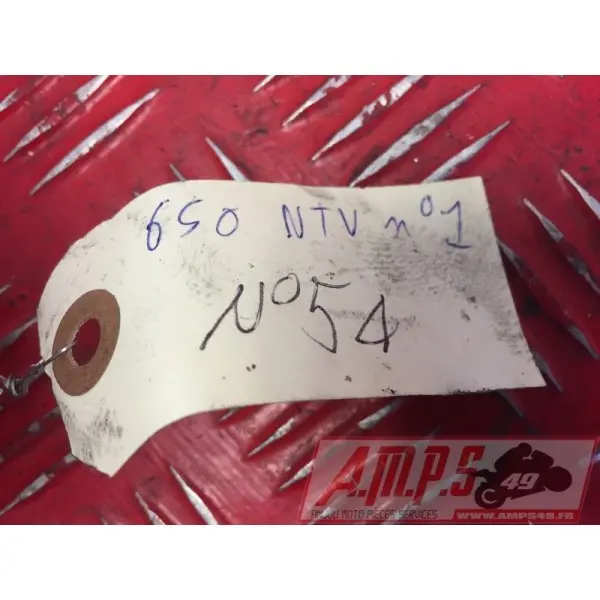 650 NTV n°1
N°54
A.M.P.S
49
ANJOU MOTO PIECES SERVICES
WWW.AMPS49.FR